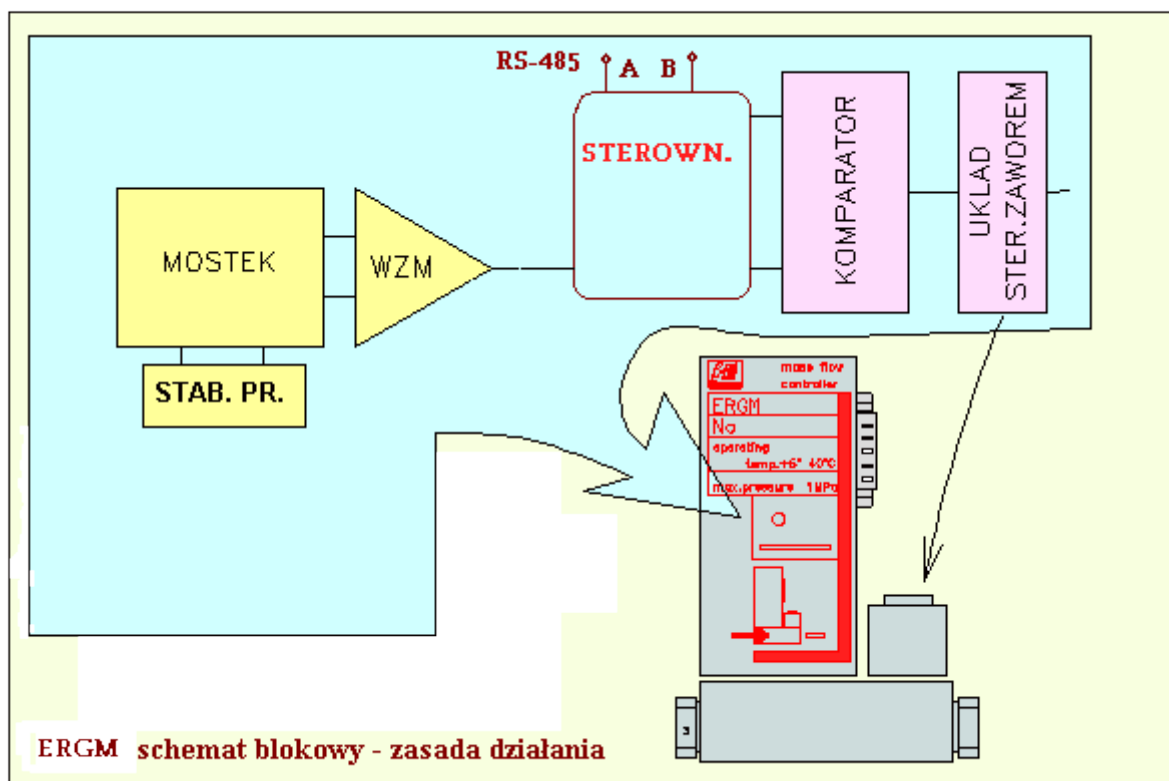 RS-485 A B
STEROWN.
KOMPARATOR
UKLAD
STER.ZAWOREM
MOSTEK
WZM
STAB. PR.
mass flow
controller
ERGM
No
operating
temp.+5° 40°C
max.pressure 1MPa
ERGM schemat blokowy - zasada działania